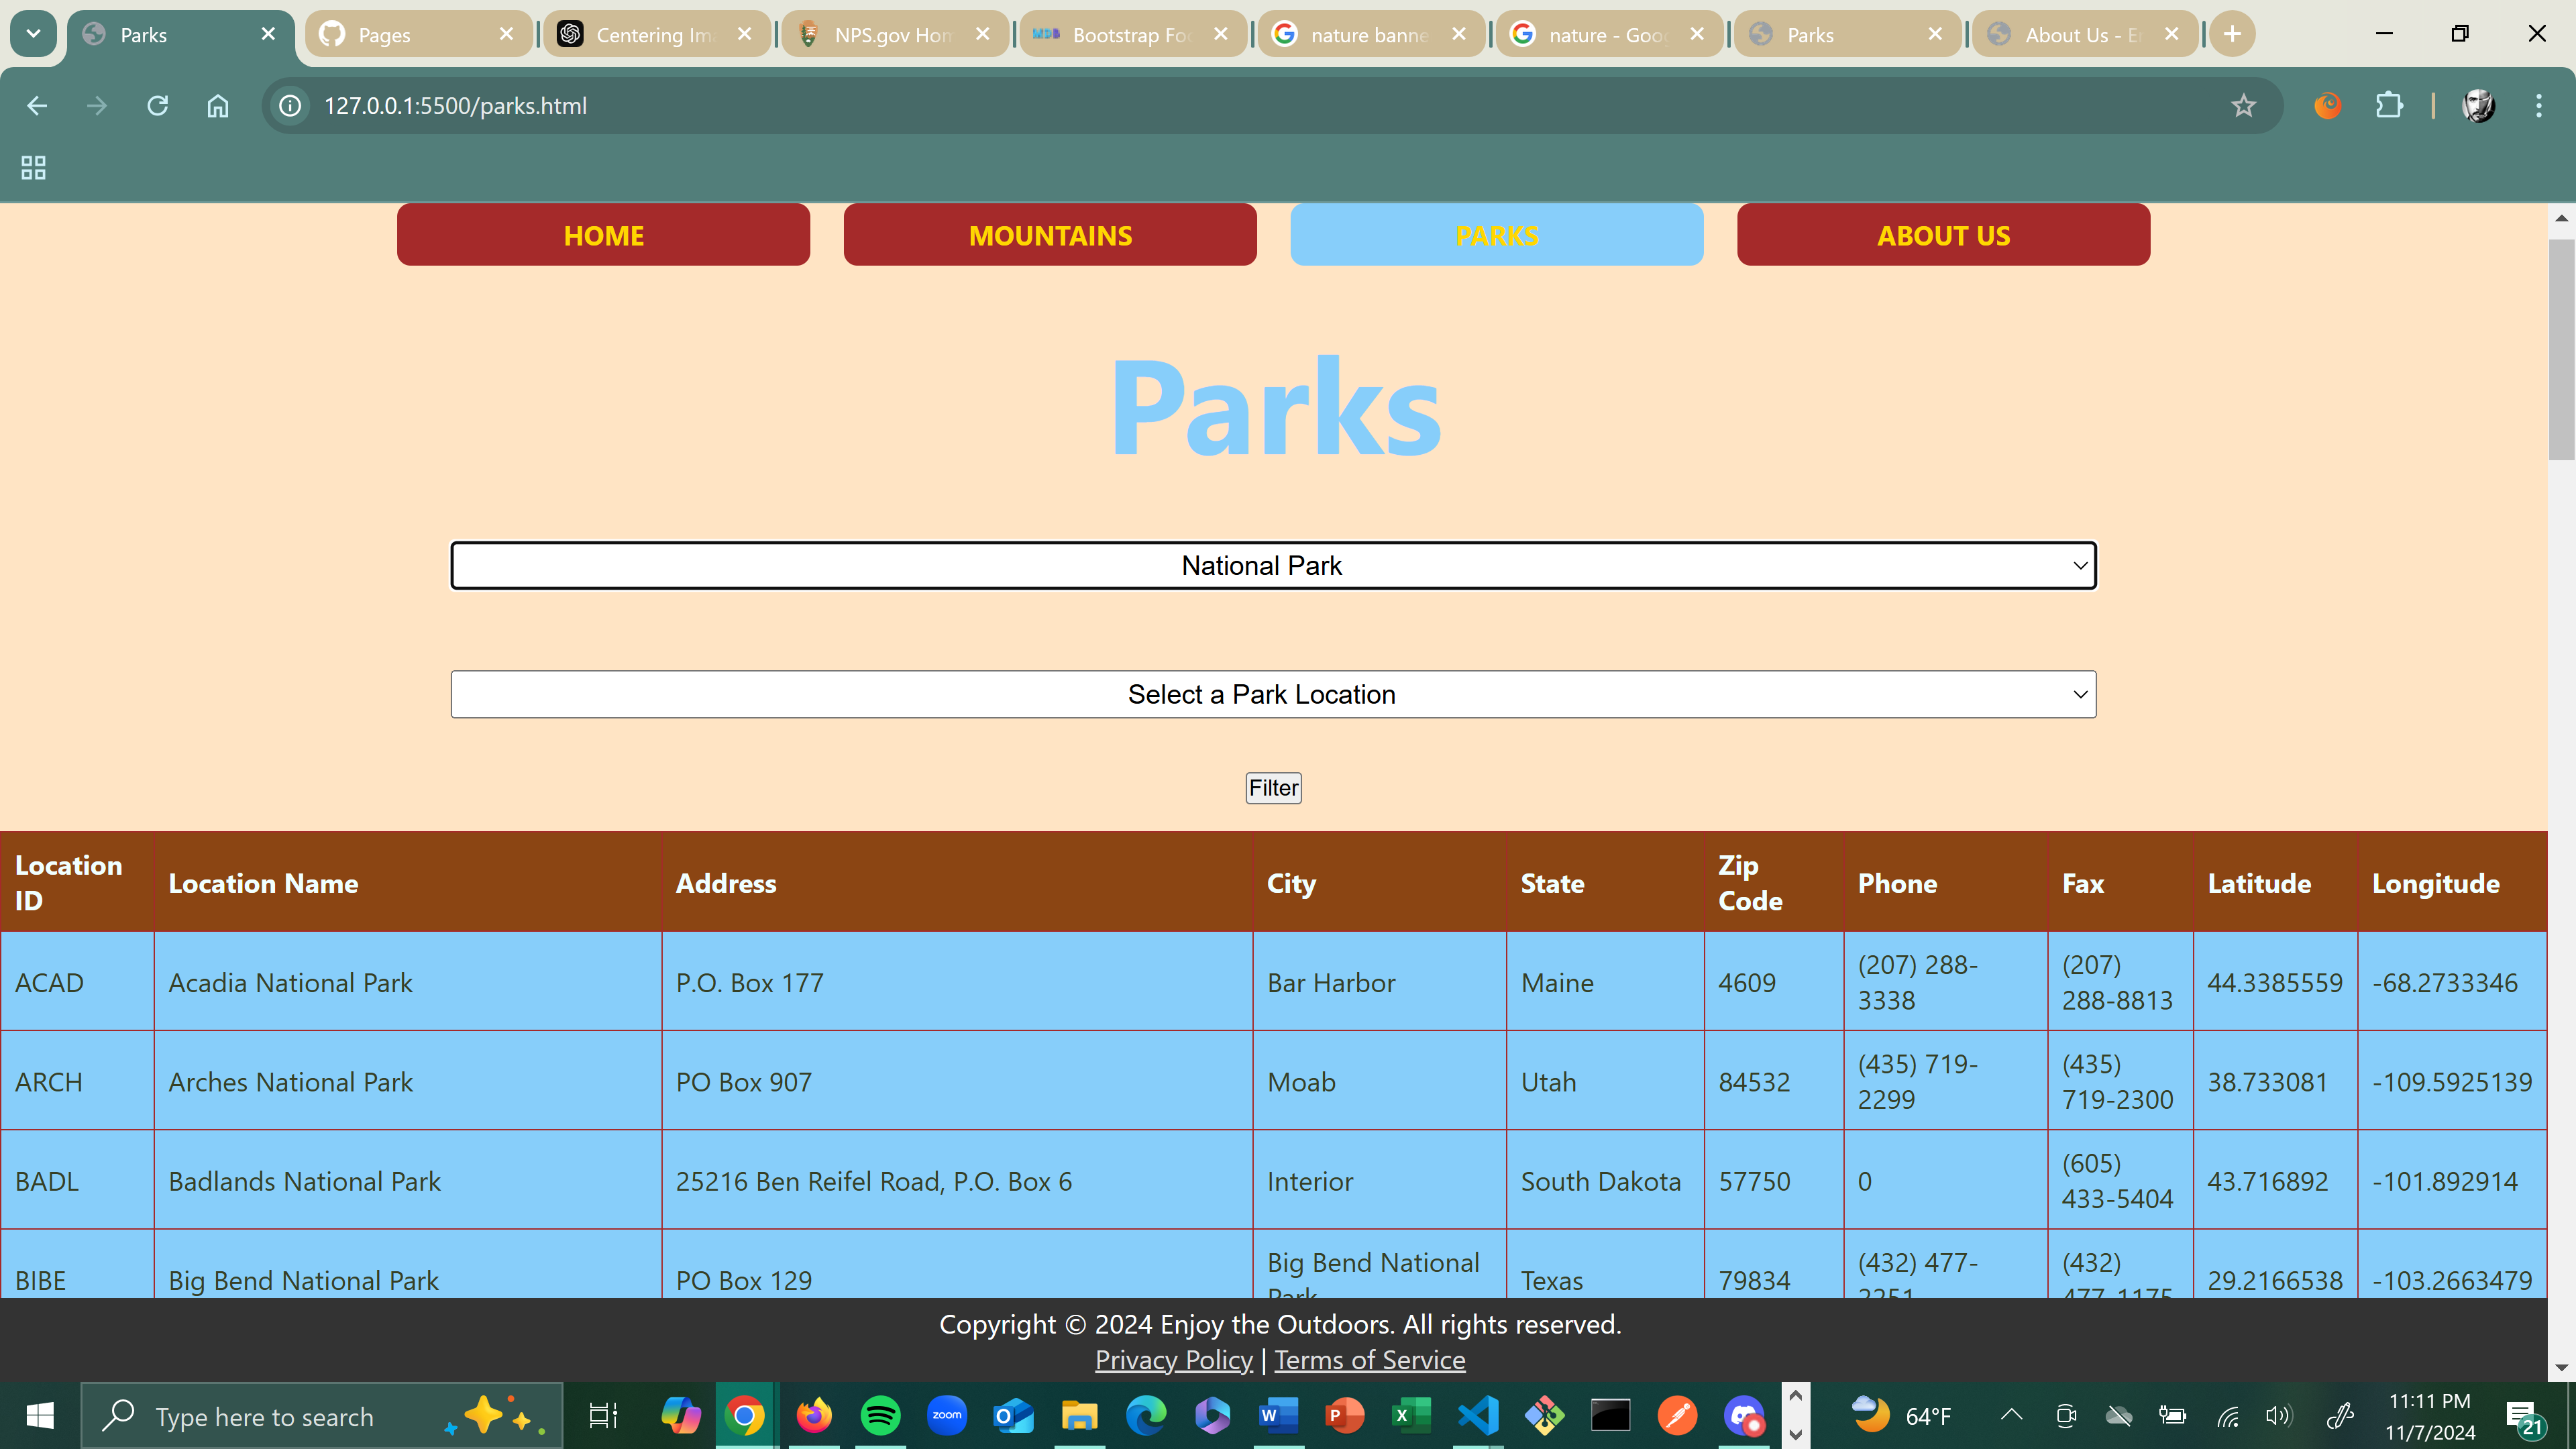 Parks
Pages
Centering Im
NPS.gov Hom
Bootstrap Foo
nature banne
nature - Goog
Parks
About Us - E
127.0.0.1:5500/parks.html
HOME
MOUNTAINS
PARKS
ABOUT US
Parks
National Park
Select a Park Location
Filter
Location ID Location Name Address City State Zip Code Phone Fax Latitude Longitude
ACAD Acadia National Park P.O. Box 177 Bar Harbor Maine 4609 (207) 288-3338 (207) 288-8813 44.3385559 -68.2733346
ARCH Arches National Park PO Box 907 Moab Utah 84532 (435) 719-2299 (435) 719-2300 38.733081 -109.5925139
BADL Badlands National Park 25216 Ben Reifel Road, P.O. Box 6 Interior South Dakota 57750 0 (605) 433-5404 43.716892 -101.892914
BIBE Big Bend National Park PO Box 129 Big Bend National Park Texas 79834 (432) 477-2251 (432) 477-1175 29.2166538 -103.2663479
Copyright © 2024 Enjoy the Outdoors. All rights reserved.
Privacy Policy | Terms of Service
Type here to search
zoom
64°F
11:11 PM
11/7/2024
21